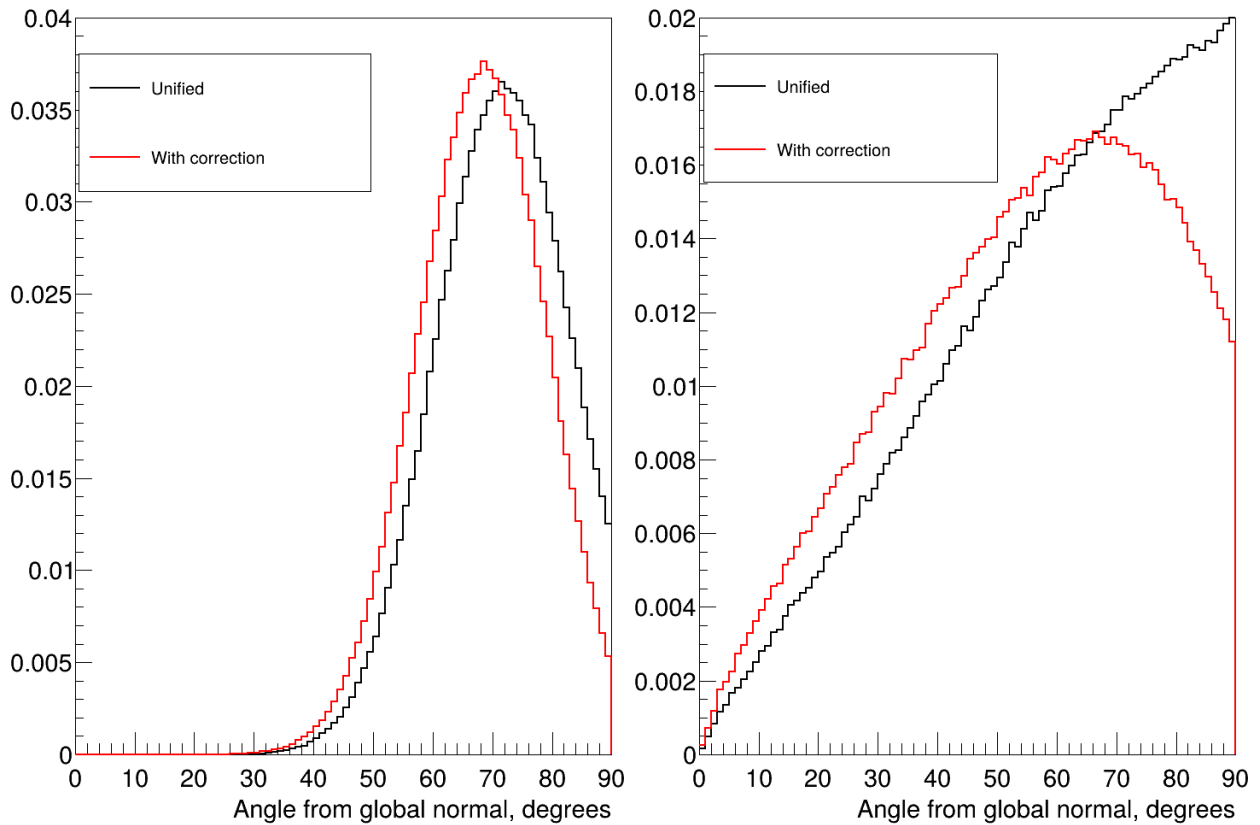 0.04
0.035
0.03
0.025
0.02
0.015
0.01
0.005
0
Unified
With correction
0 10 20 30 40 50 60 70 80 90
Angle from global normal, degrees
0.02
0.018
0.016
0.014
0.012
0.01
0.008
0.006
0.004
0.002
0
Unified
With correction
0 10 20 30 40 50 60 70 80 90
Angle from global normal, degrees